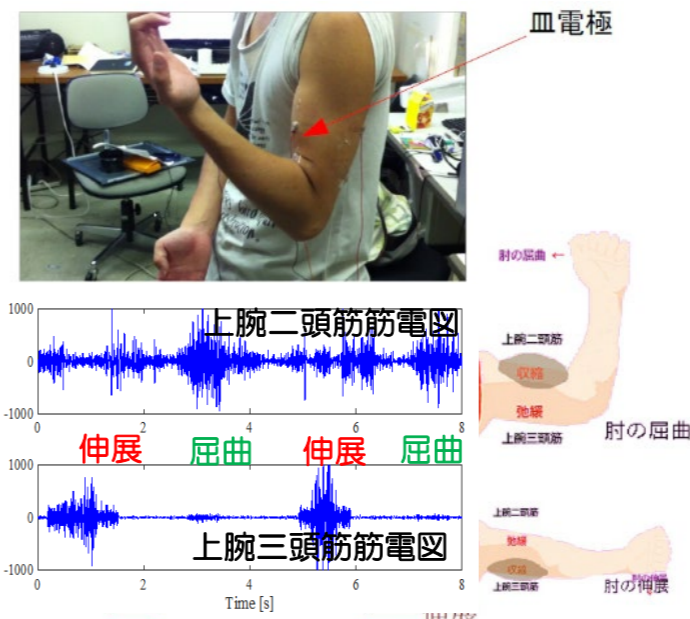 皿電極
肘の屈曲 ←
上腕二頭筋
収縮
弛緩
上腕三頭筋
肘の屈曲
1000
0
-1000
上腕二頭筋筋電図
0 2 4 6 8
伸展 屈曲 伸展 屈曲
1000
0
-1000
上腕三頭筋筋電図
0 2 4 6 8
Time [s]
上腕二頭筋
弛緩
収縮
上腕三頭筋
肘の伸展